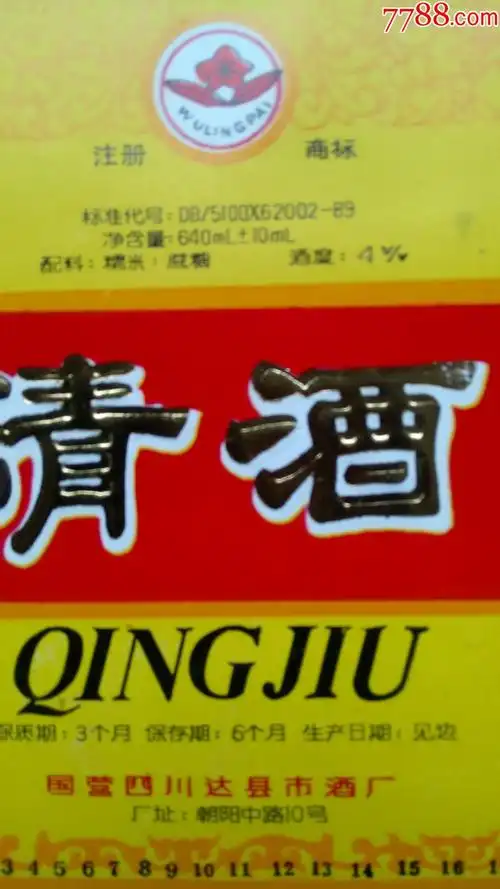 7788.com
WULINGPAI
注册 商标
标准代号: DB/5100X62002-89
净含量: 640mL±10mL
配料: 糯米: 蔗糖 酒度: 4
清酒
QINGJIU
保质期: 3个月 保存期: 6个月 生产日期: 见边
国营四川达县市酒厂
厂址: 朝阳中路10号
3 4 5 6 7 8 9 10 11 12 13 14 15 16